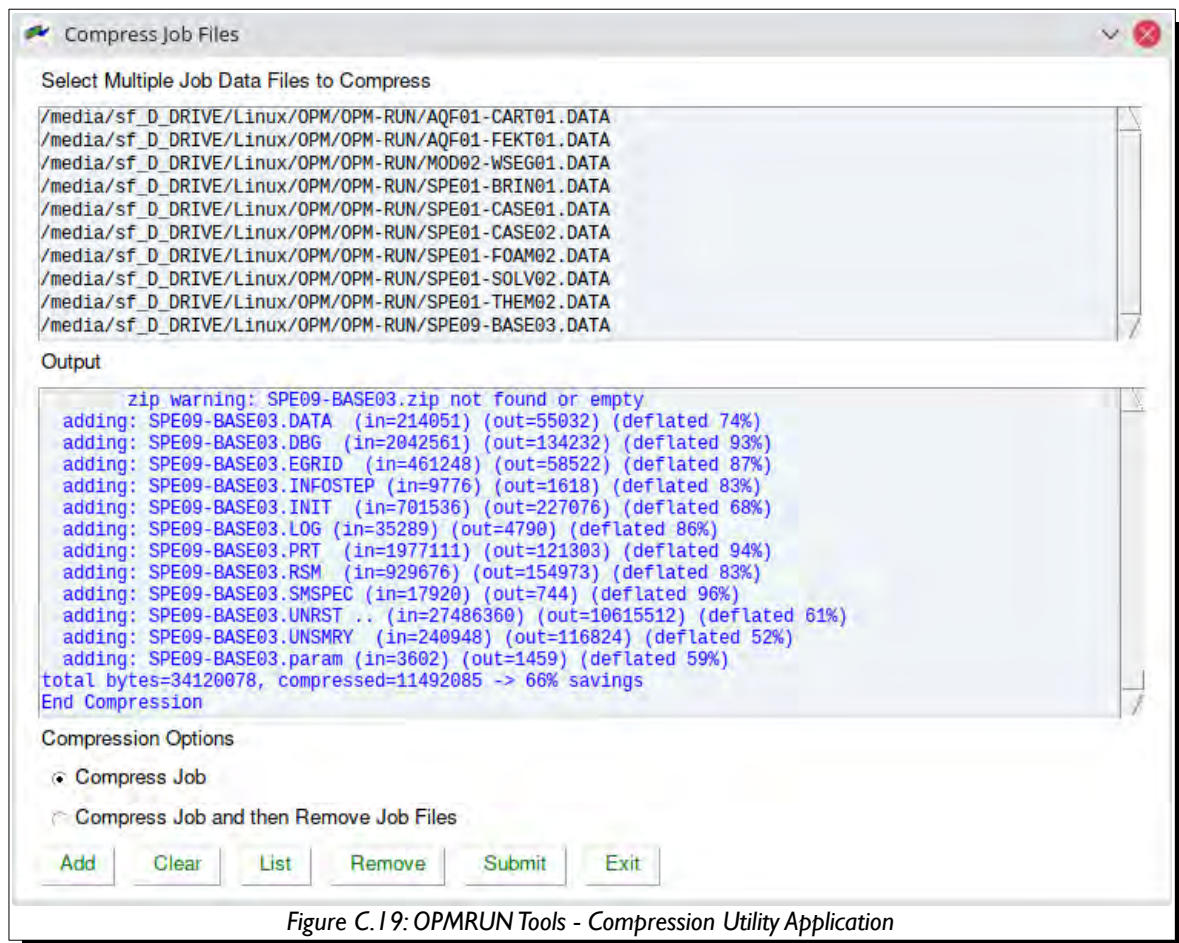 Compress Job Files
Select Multiple Job Data Files to Compress
/media/sf_D_DRIVE/Linux/OPM/OPM-RUN/AQF01-CART01.DATA
/media/sf_D_DRIVE/Linux/OPM/OPM-RUN/AQF01-FEKT01.DATA
/media/sf_D_DRIVE/Linux/OPM/OPM-RUN/MOD02-WSEG01.DATA
/media/sf_D_DRIVE/Linux/OPM/OPM-RUN/SPE01-BRIN01.DATA
/media/sf_D_DRIVE/Linux/OPM/OPM-RUN/SPE01-CASE01.DATA
/media/sf_D_DRIVE/Linux/OPM/OPM-RUN/SPE01-CASE02.DATA
/media/sf_D_DRIVE/Linux/OPM/OPM-RUN/SPE01-FOAM02.DATA
/media/sf_D_DRIVE/Linux/OPM/OPM-RUN/SPE01-SOLV02.DATA
/media/sf_D_DRIVE/Linux/OPM/OPM-RUN/SPE01-THEM02.DATA
/media/sf_D_DRIVE/Linux/OPM/OPM-RUN/SPE09-BASE03.DATA
Output
zip warning: SPE09-BASE03.zip not found or empty
adding: SPE09-BASE03.DATA (in=214051) (out=55032) (deflated 74%)
adding: SPE09-BASE03.DBG (in=2042561) (out=134232) (deflated 93%)
adding: SPE09-BASE03.EGRID (in=461248) (out=58522) (deflated 87%)
adding: SPE09-BASE03.INFOSTEP (in=9776) (out=1618) (deflated 83%)
adding: SPE09-BASE03.INIT (in=701536) (out=227076) (deflated 68%)
adding: SPE09-BASE03.LOG (in=35289) (out=4790) (deflated 86%)
adding: SPE09-BASE03.PRT (in=1977111) (out=121303) (deflated 94%)
adding: SPE09-BASE03.RSM (in=929676) (out=154973) (deflated 83%)
adding: SPE09-BASE03.SMSPEC (in=17920) (out=744) (deflated 96%)
adding: SPE09-BASE03.UNRST .. (in=27486360) (out=10615512) (deflated 61%)
adding: SPE09-BASE03.UNSMRY (in=240948) (out=116824) (deflated 52%)
adding: SPE09-BASE03.param (in=3602) (out=1459) (deflated 59%)
total bytes=34120078, compressed=11492085 -> 66% savings
End Compression
Compression Options
Compress Job
Compress Job and then Remove Job Files
Add Clear List Remove Submit Exit
Figure C.19: OPMRUN Tools - Compression Utility Application